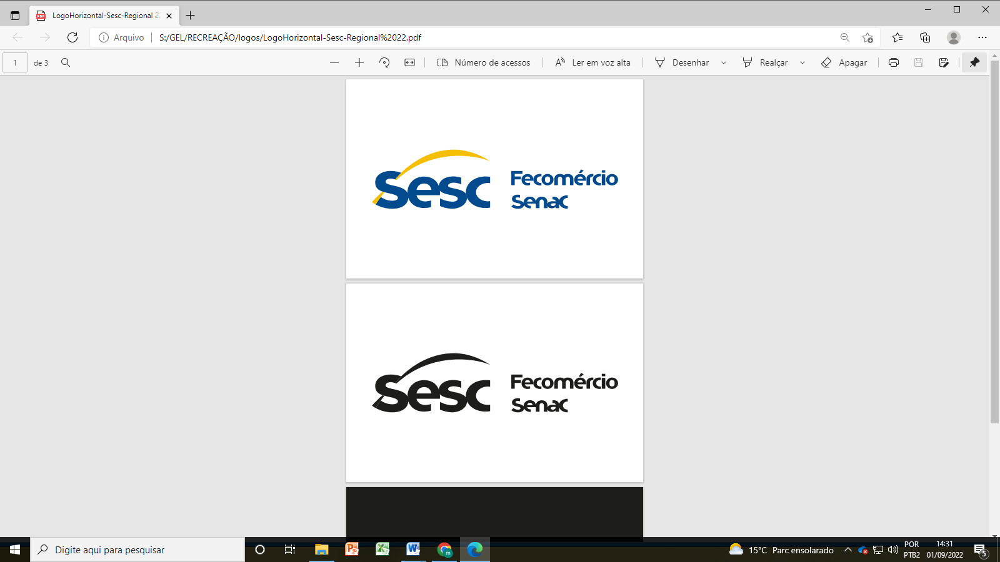 LogoHorizontal-Sesc-Regional 2
Arquivo
S:/GEL/RECREAÇÃO/logos/LogoHorizontal-Sesc-Regional%2022.pdf
1 de 3
Número de acessos
Ler em voz alta
Desenhar
Realçar
Apagar
Sesc
Fecomércio
Senac
Sesc
Fecomércio
Senac
Digite aqui para pesquisar
15°C Parc ensolarado
POR
PTB2
14:31
01/09/2022
5